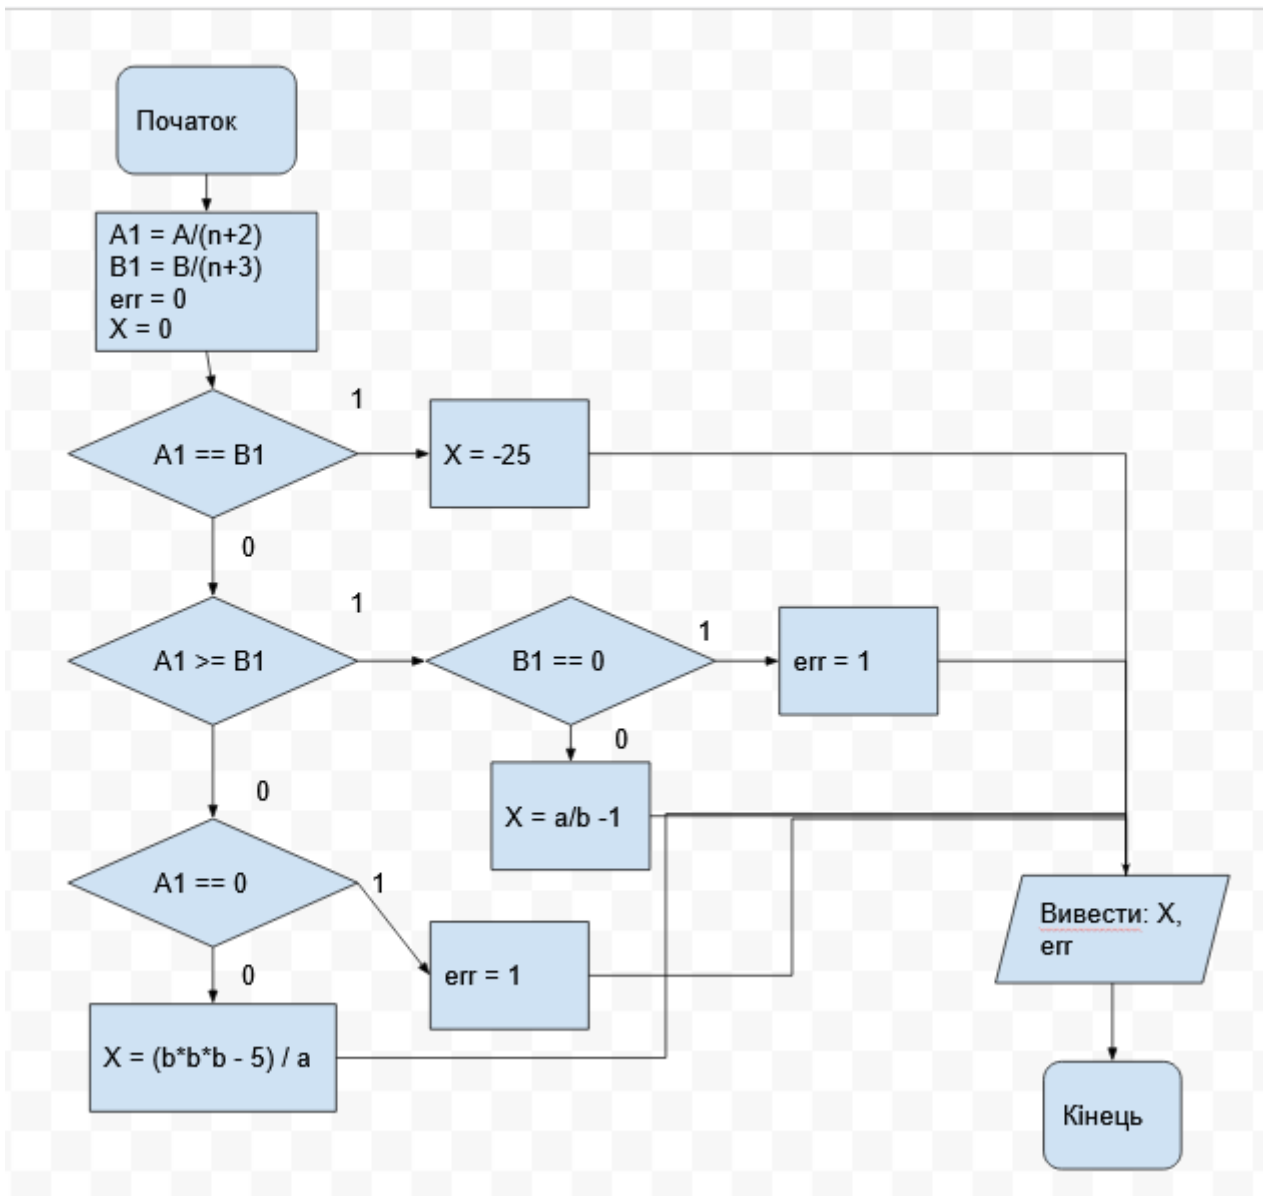 Початок
A1 = A/(n+2)
B1 = B/(n+3)
err = 0
X = 0
1
A1 == B1
X = -25
0
1
A1 >= B1
B1 == 0
1
err = 1
0
0
X = a/b -1
A1 == 0
1
Вивести: X,
err
0
err = 1
X = (b*b*b - 5) / a
Кінець